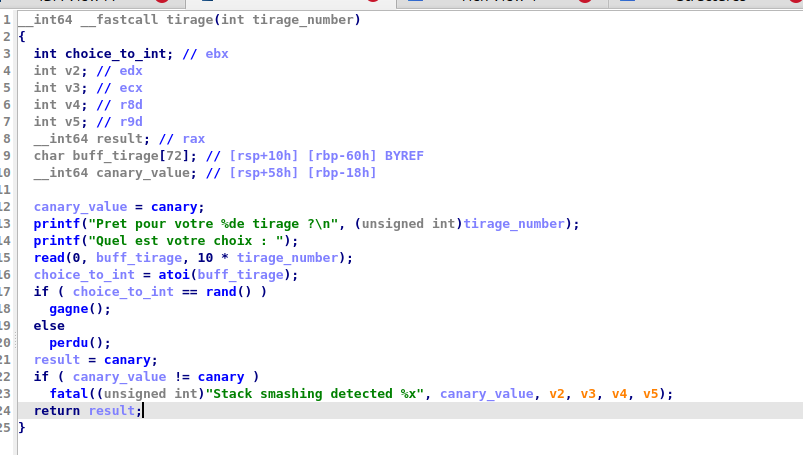 1 __int64 __fastcall tirage(int tirage_number)
2 {
3 int choice_to_int; // ebx
4 int v2; // edx
5 int v3; // ecx
6 int v4; // r8d
7 int v5; // r9d
8 __int64 result; // rax
9 char buff_tirage[72]; // [rsp+10h] [rbp-60h] BYREF
10 __int64 canary_value; // [rsp+58h] [rbp-18h]
11
12 canary_value = canary;
13 printf("Pret pour votre %de tirage ?\n", (unsigned int)tirage_number);
14 printf("Quel est votre choix : ");
15 read(0, buff_tirage, 10 * tirage_number);
16 choice_to_int = atoi(buff_tirage);
17 if ( choice_to_int == rand() )
18 gagne();
19 else
20 perdu();
21 result = canary;
22 if ( canary_value != canary )
23 fatal((unsigned int)"Stack smashing detected %x", canary_value, v2, v3, v4, v5);
24 return result;
25 }